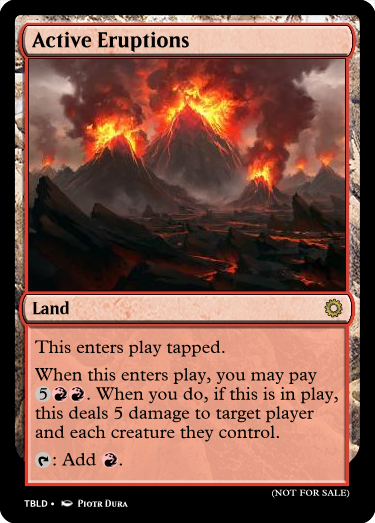 Active Eruptions
Land
This enters play tapped.
When this enters play, you may pay
5RR. When you do, if this is in play,
this deals 5 damage to target player
and each creature they control.
: Add R.
(NOT FOR SALE)
TBLD • Piotr Dura